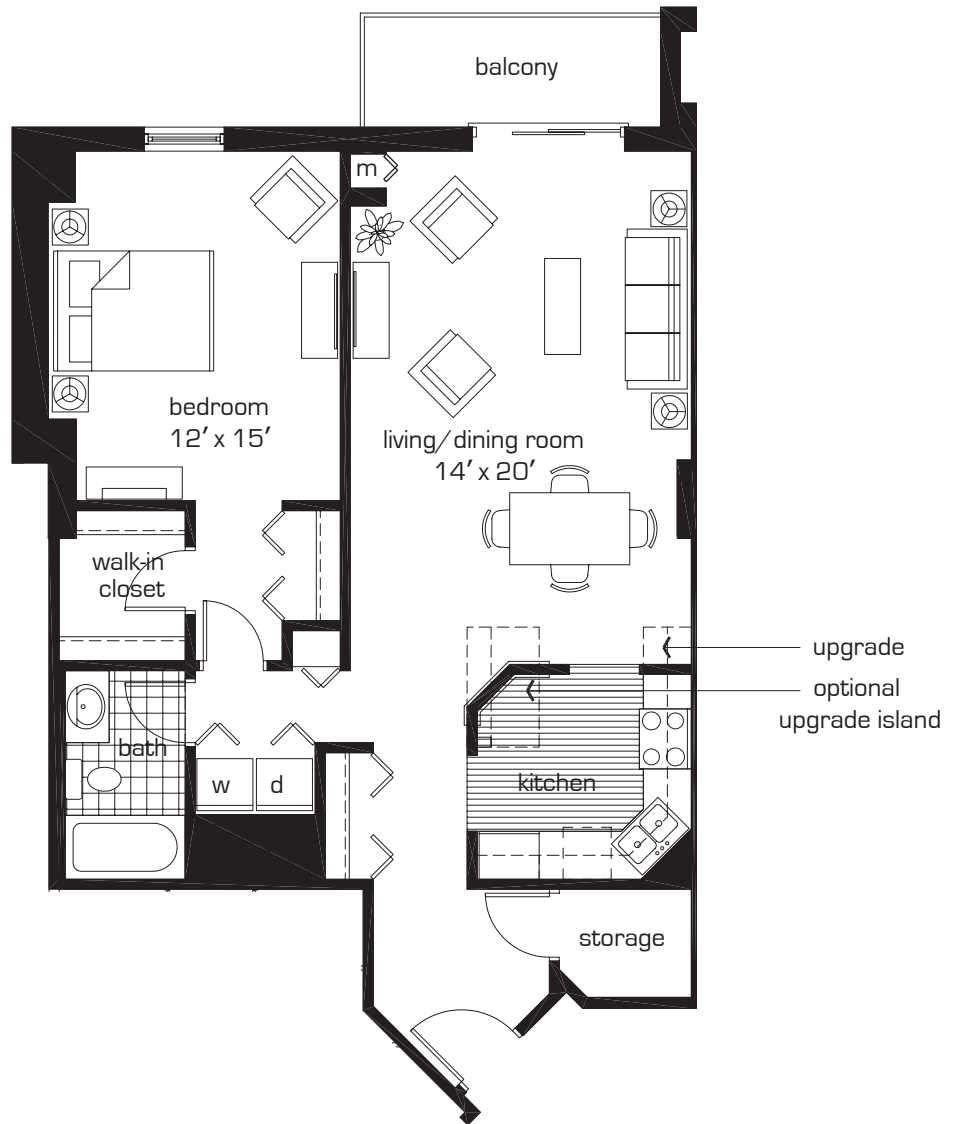 balcony
m
bedroom
12′ x 15′
living/dining room
14′ x 20′
walk-in
closet
upgrade
optional
upgrade island
bath
w
d
kitchen
storage